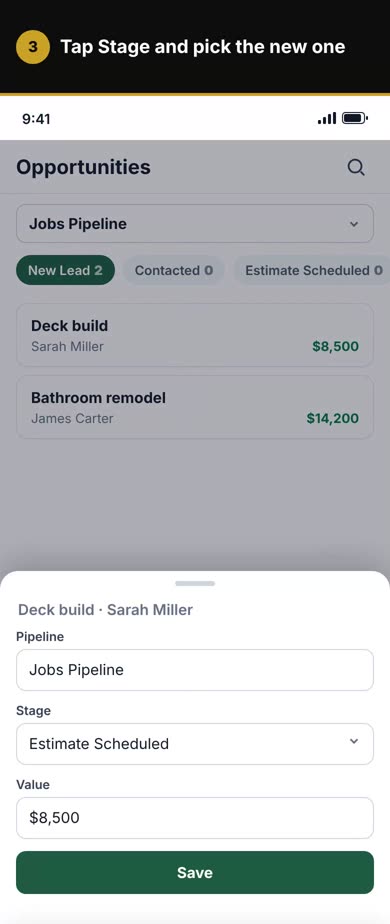 3 Tap Stage and pick the new one
9:41
Opportunities
Jobs Pipeline
New Lead 2 Contacted 0 Estimate Scheduled 0
Deck build
Sarah Miller $8,500
Bathroom remodel
James Carter $14,200
Deck build · Sarah Miller
Pipeline
Jobs Pipeline
Stage
Estimate Scheduled
Value
$8,500
Save